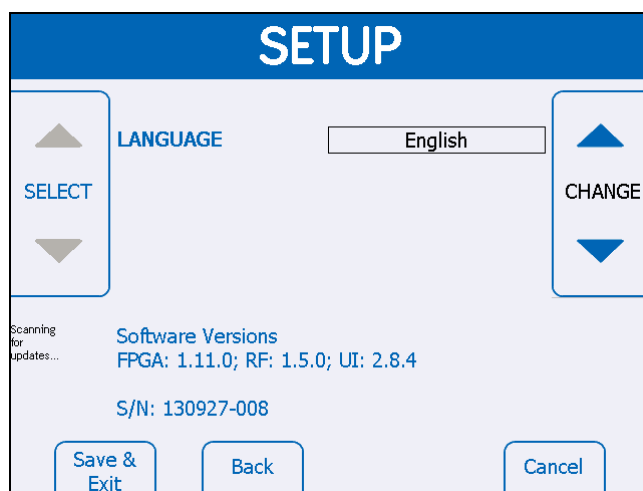 SETUP
LANGUAGE
English
SELECT
CHANGE
Scanning
for
updates...
Software Versions
FPGA: 1.11.0; RF: 1.5.0; UI: 2.8.4
S/N: 130927-008
Save &
Exit
Back
Cancel